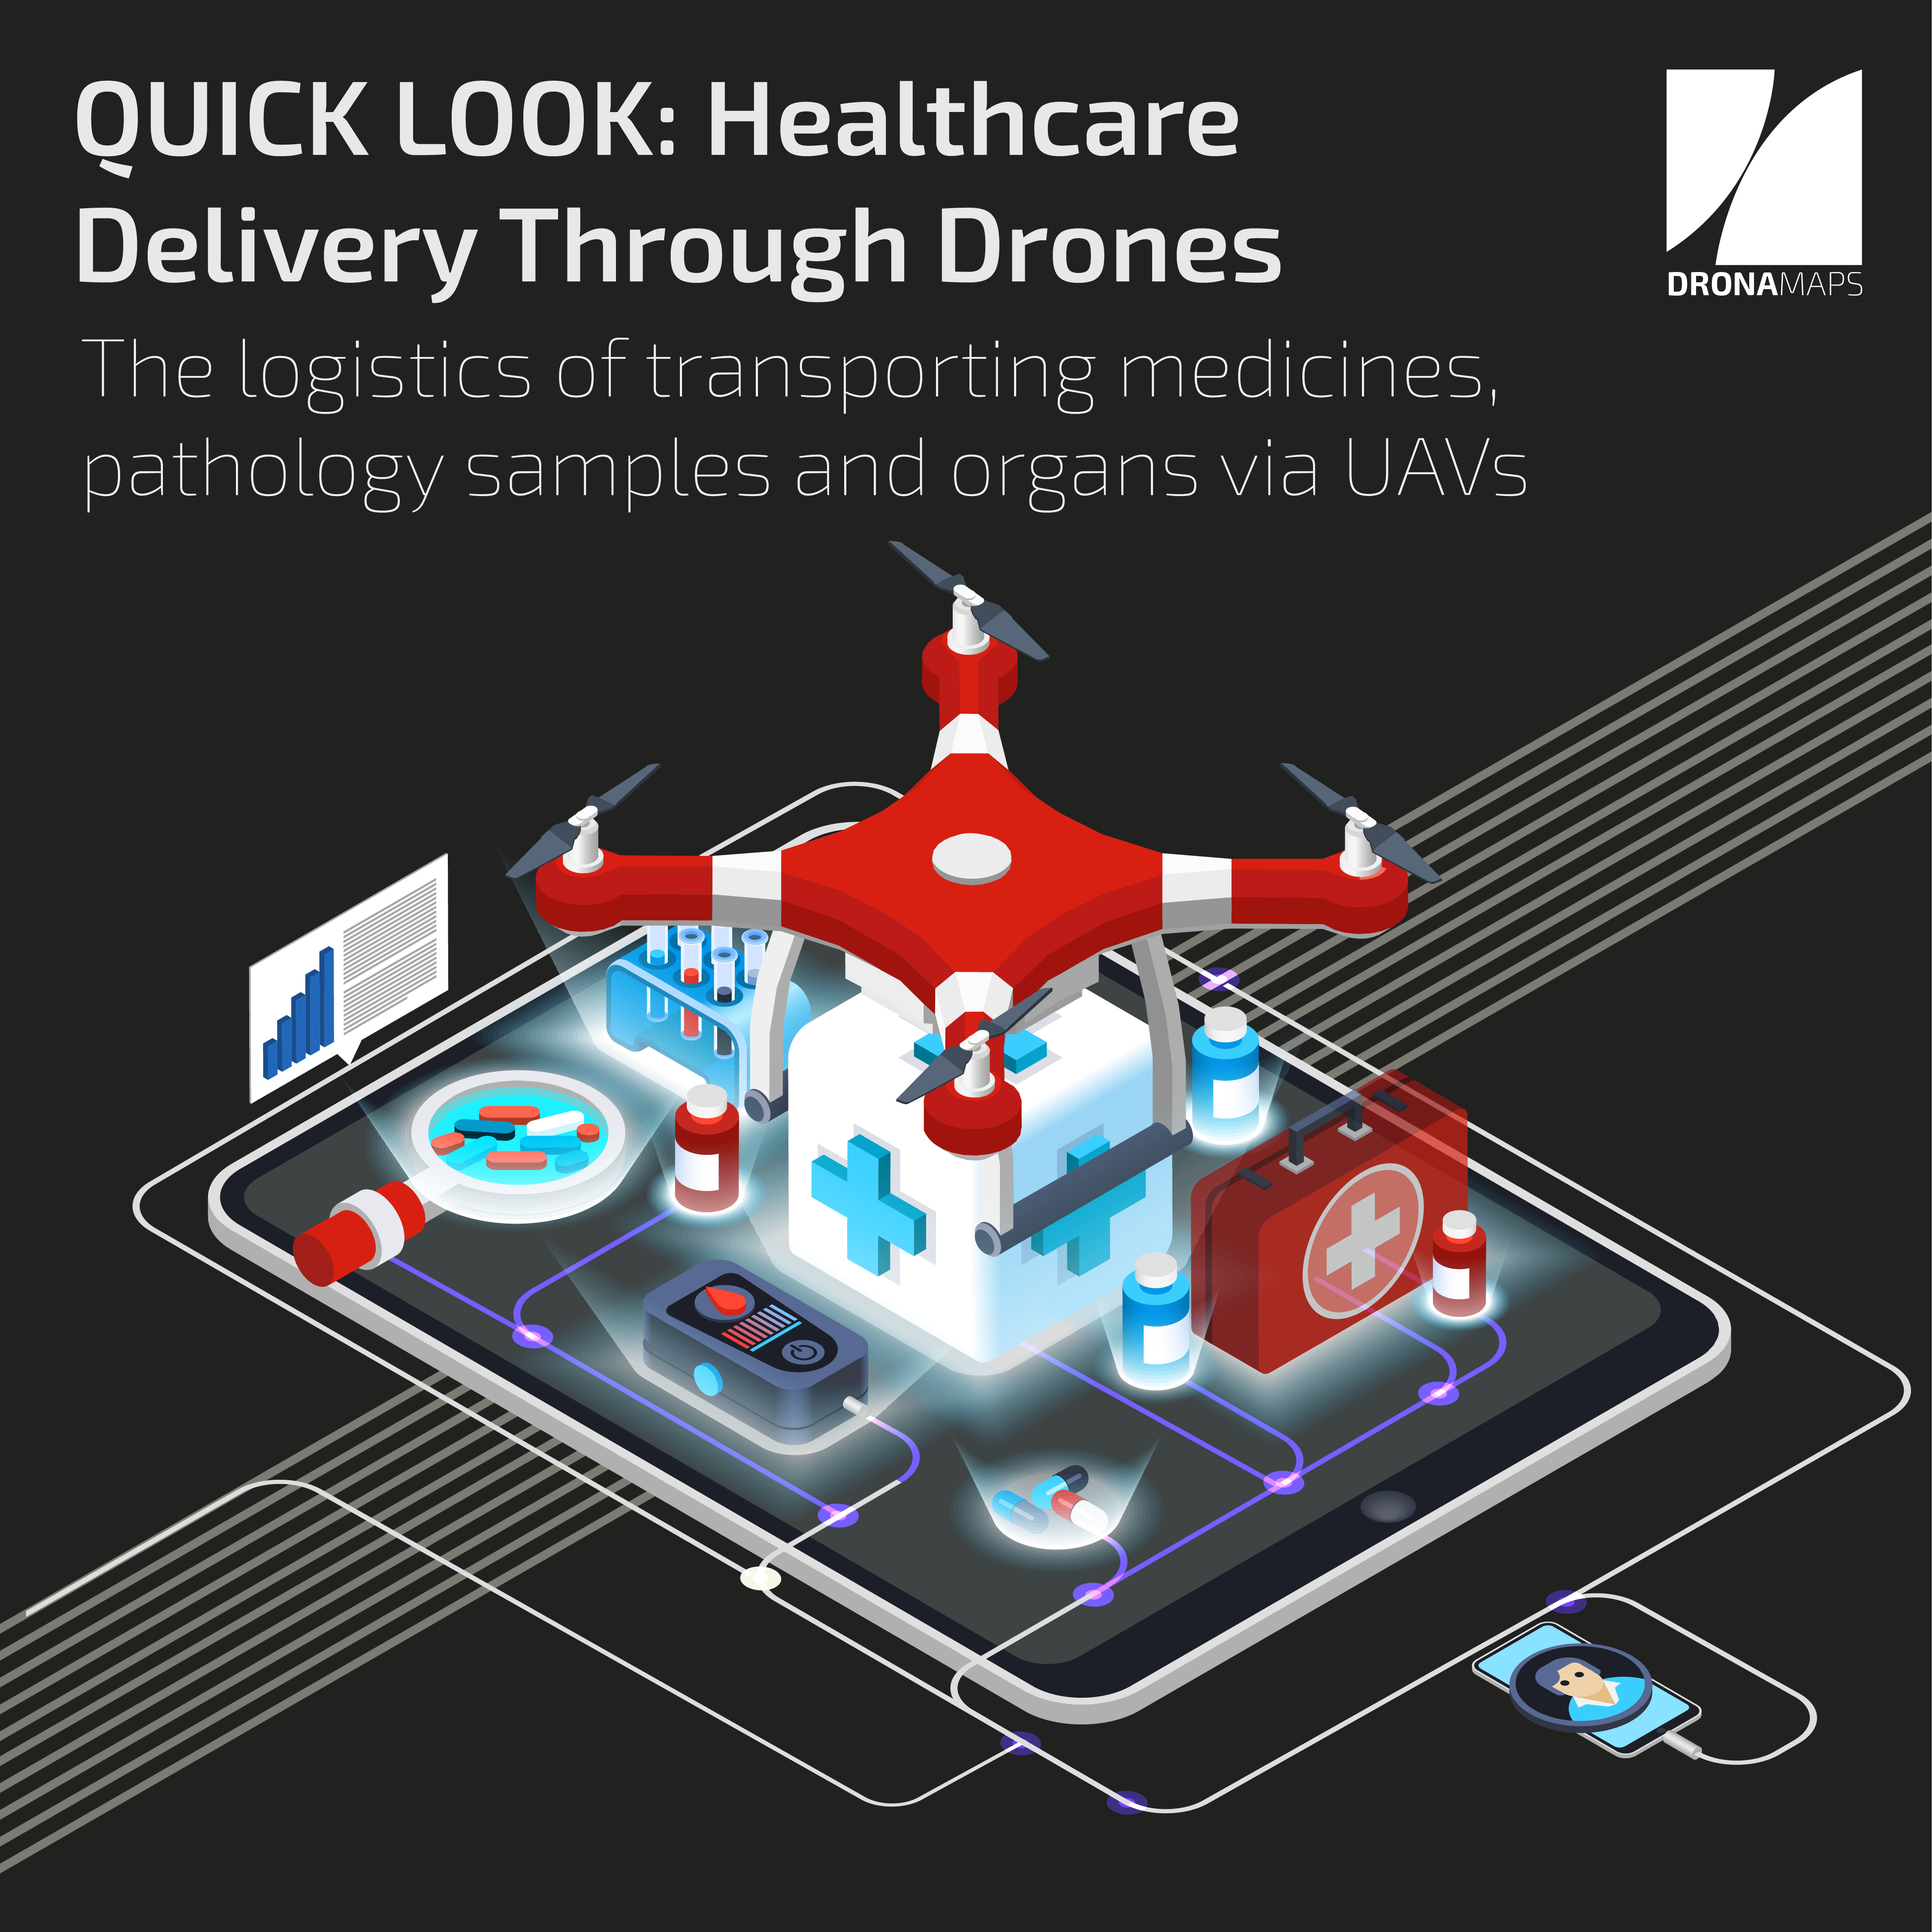 QUICK LOOK: Healthcare
Delivery Through Drones
DRONAMAPS
The logistics of transporting medicines,
pathology samples and organs via UAVs